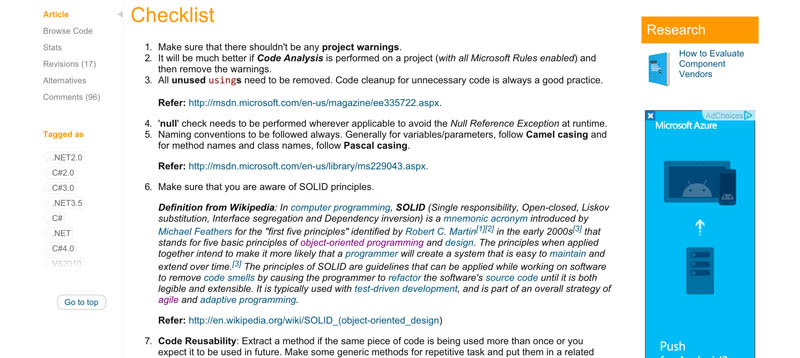 Article
Browse Code
Stats
Revisions (17)
Alternatives
Comments (96)
Tagged as
.NET2.0
C#2.0
C#3.0
.NET3.5
C#
.NET
C#4.0
VS2010
Go to top
Checklist
1. Make sure that there shouldn't be any project warnings.
2. It will be much better if Code Analysis is performed on a project (with all Microsoft Rules enabled) and
then remove the warnings.
3. All unused usings need to be removed. Code cleanup for unnecessary code is always a good practice.
Refer: http://msdn.microsoft.com/en-us/magazine/ee335722.aspx.
4. 'null' check needs to be performed wherever applicable to avoid the Null Reference Exception at runtime.
5. Naming conventions to be followed always. Generally for variables/parameters, follow Camel casing and
for method names and class names, follow Pascal casing.
Refer: http://msdn.microsoft.com/en-us/library/ms229043.aspx.
6. Make sure that you are aware of SOLID principles.
Definition from Wikipedia: In computer programming, SOLID (Single responsibility, Open-closed, Liskov
substitution, Interface segregation and Dependency inversion) is a mnemonic acronym introduced by
Michael Feathers for the "first five principles" identified by Robert C. Martin[1][2] in the early 2000s[3] that
stands for five basic principles of object-oriented programming and design. The principles when applied
together intend to make it more likely that a programmer will create a system that is easy to maintain and
extend over time.[3] The principles of SOLID are guidelines that can be applied while working on software
to remove code smells by causing the programmer to refactor the software's source code until it is both
legible and extensible. It is typically used with test-driven development, and is part of an overall strategy of
agile and adaptive programming.
Refer: http://en.wikipedia.org/wiki/SOLID_(object-oriented_design)
7. Code Reusability: Extract a method if the same piece of code is being used more than once or you
expect it to be used in future. Make some generic methods for repetitive task and put them in a related
Research
How to Evaluate
Component
Vendors
AdChoices
Microsoft Azure
Push